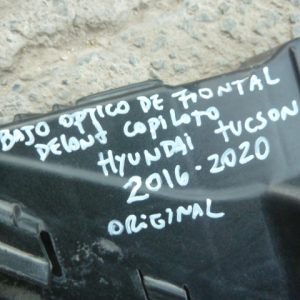 BAJO OPTICO DE FRONTAL
DELANT COPILOTO
HYUNDAI TUCSON
2016-2020
ORIGINAL